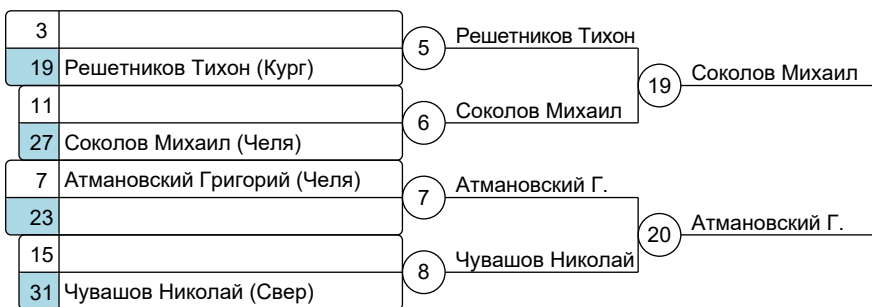 3
5
Решетников Тихон
19 Решетников Тихон (Кург)
19
Соколов Михаил
11
6
Соколов Михаил
27 Соколов Михаил (Челя)
7 Атмановский Григорий (Челя)
7
Атмановский Г.
23
20
Атмановский Г.
15
8
Чувашов Николай
31 Чувашов Николай (Свер)